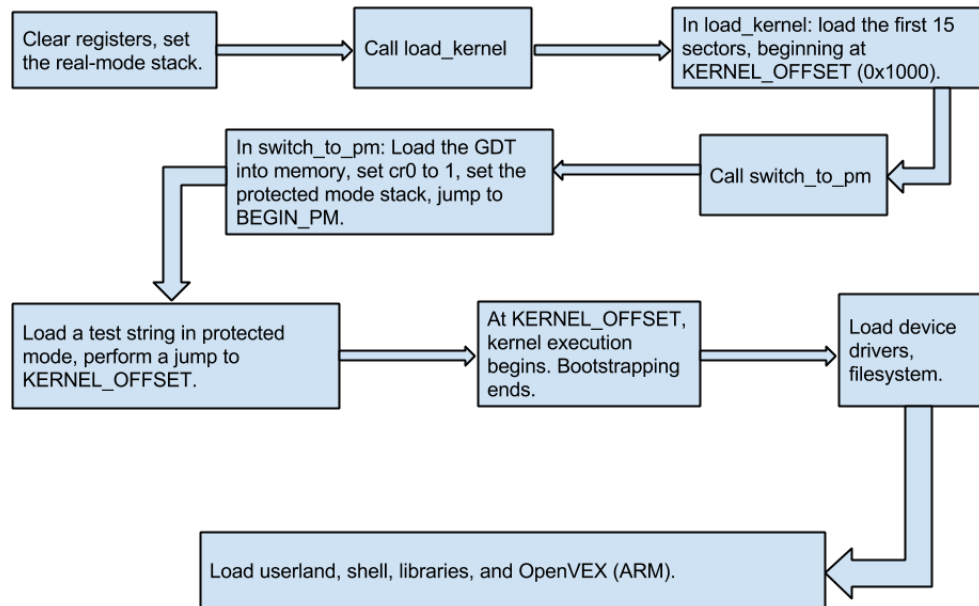 Clear registers, set
the real-mode stack.
Call load_kernel
In load_kernel: load the first 15
sectors, beginning at
KERNEL_OFFSET (0x1000).
In switch_to_pm: Load the GDT
into memory, set cr0 to 1, set the
protected mode stack, jump to
BEGIN_PM.
Call switch_to_pm
Load a test string in protected
mode, perform a jump to
KERNEL_OFFSET.
At KERNEL_OFFSET,
kernel execution
begins. Bootstrapping
ends.
Load device
drivers,
filesystem.
Load userland, shell, libraries, and OpenVEX (ARM).